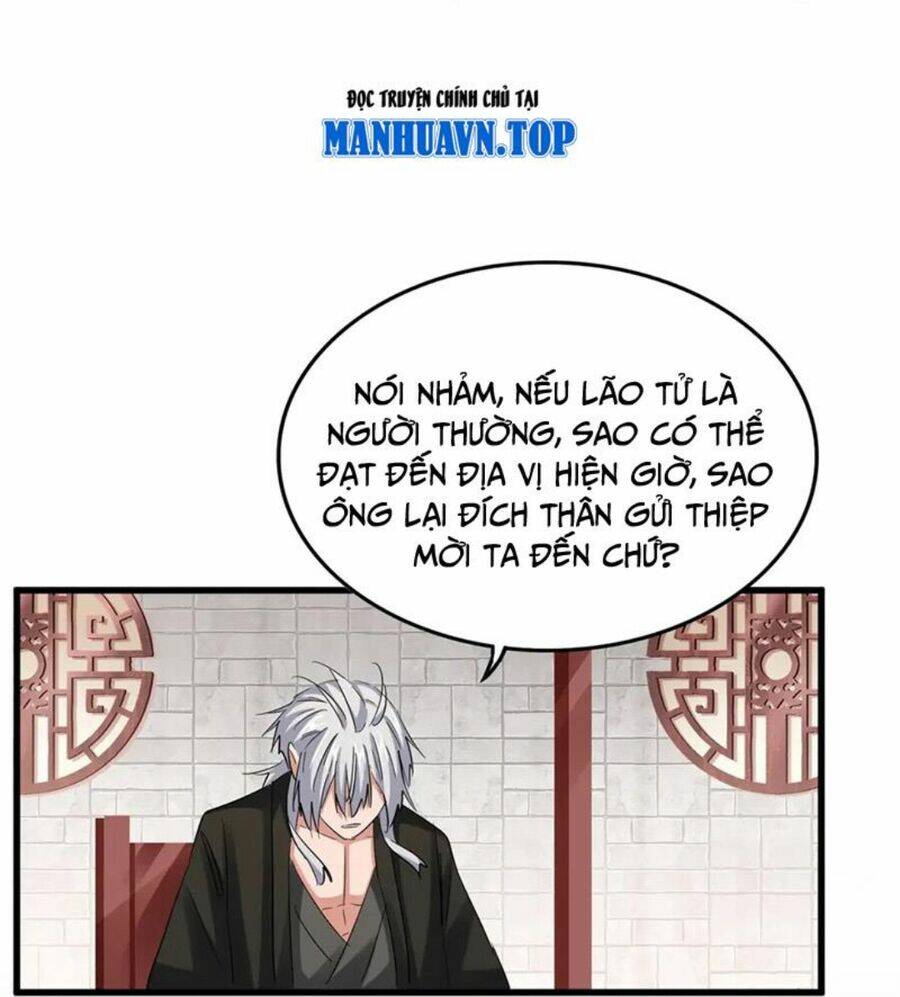 ĐỌC TRUYỆN CHÍNH CHỦ TẠI
MANHUAVN.TOP
NÓI NHẢM, NẾU LÃO TỬ LÀ
NGƯỜI THƯỜNG, SAO CÓ THỂ
ĐẠT ĐẾN ĐỊA VỊ HIỆN GIỜ, SAO
ÔNG LẠI ĐÍCH THÂN GỬI THIỆP
MỜI TA ĐẾN CHỨ?